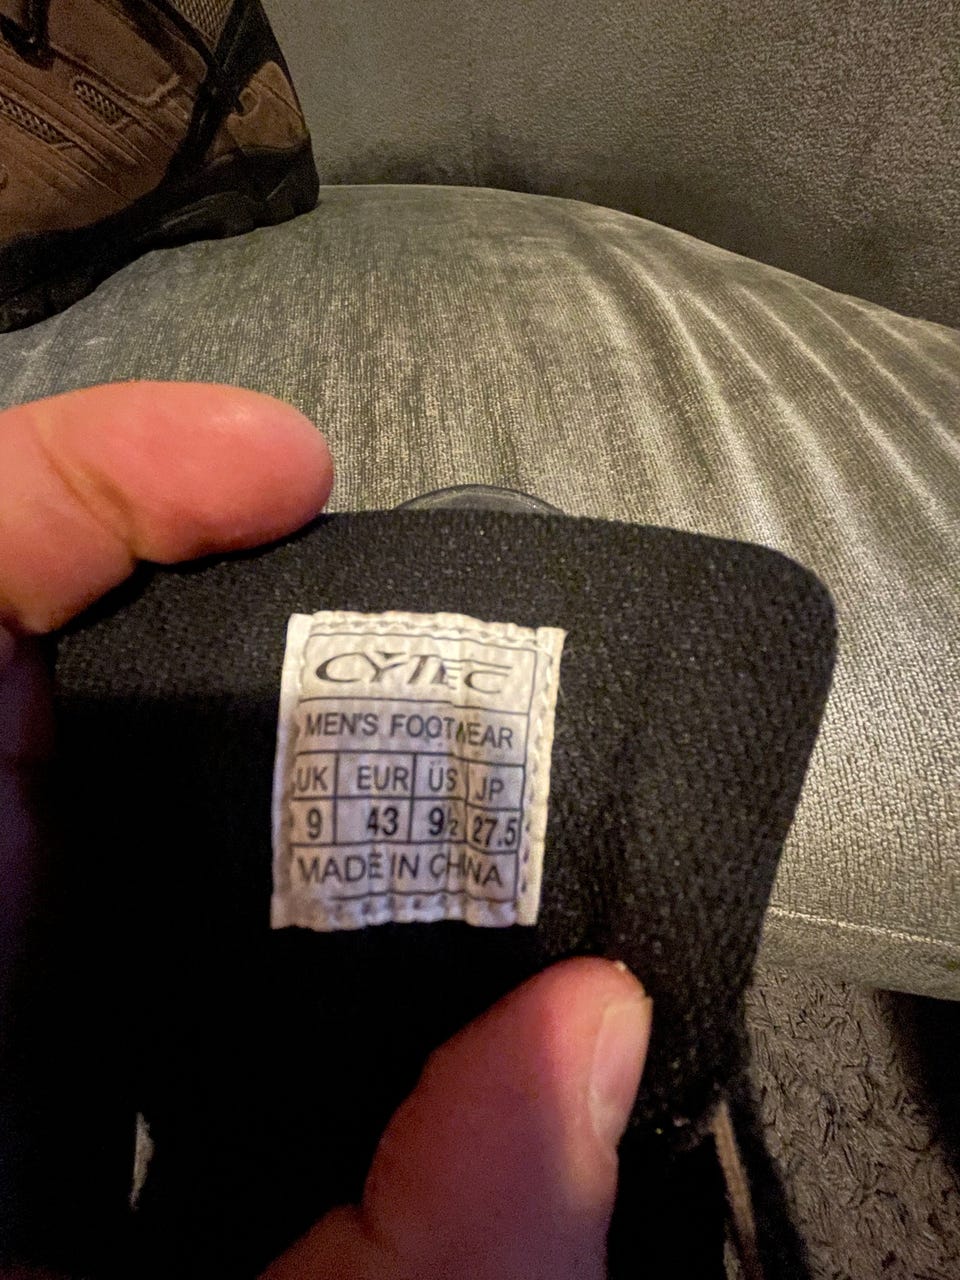 CYTEC
MEN'S FOOTWEAR
UK EUR US JP
9 43 9½ 27.5
MADE IN CHINA